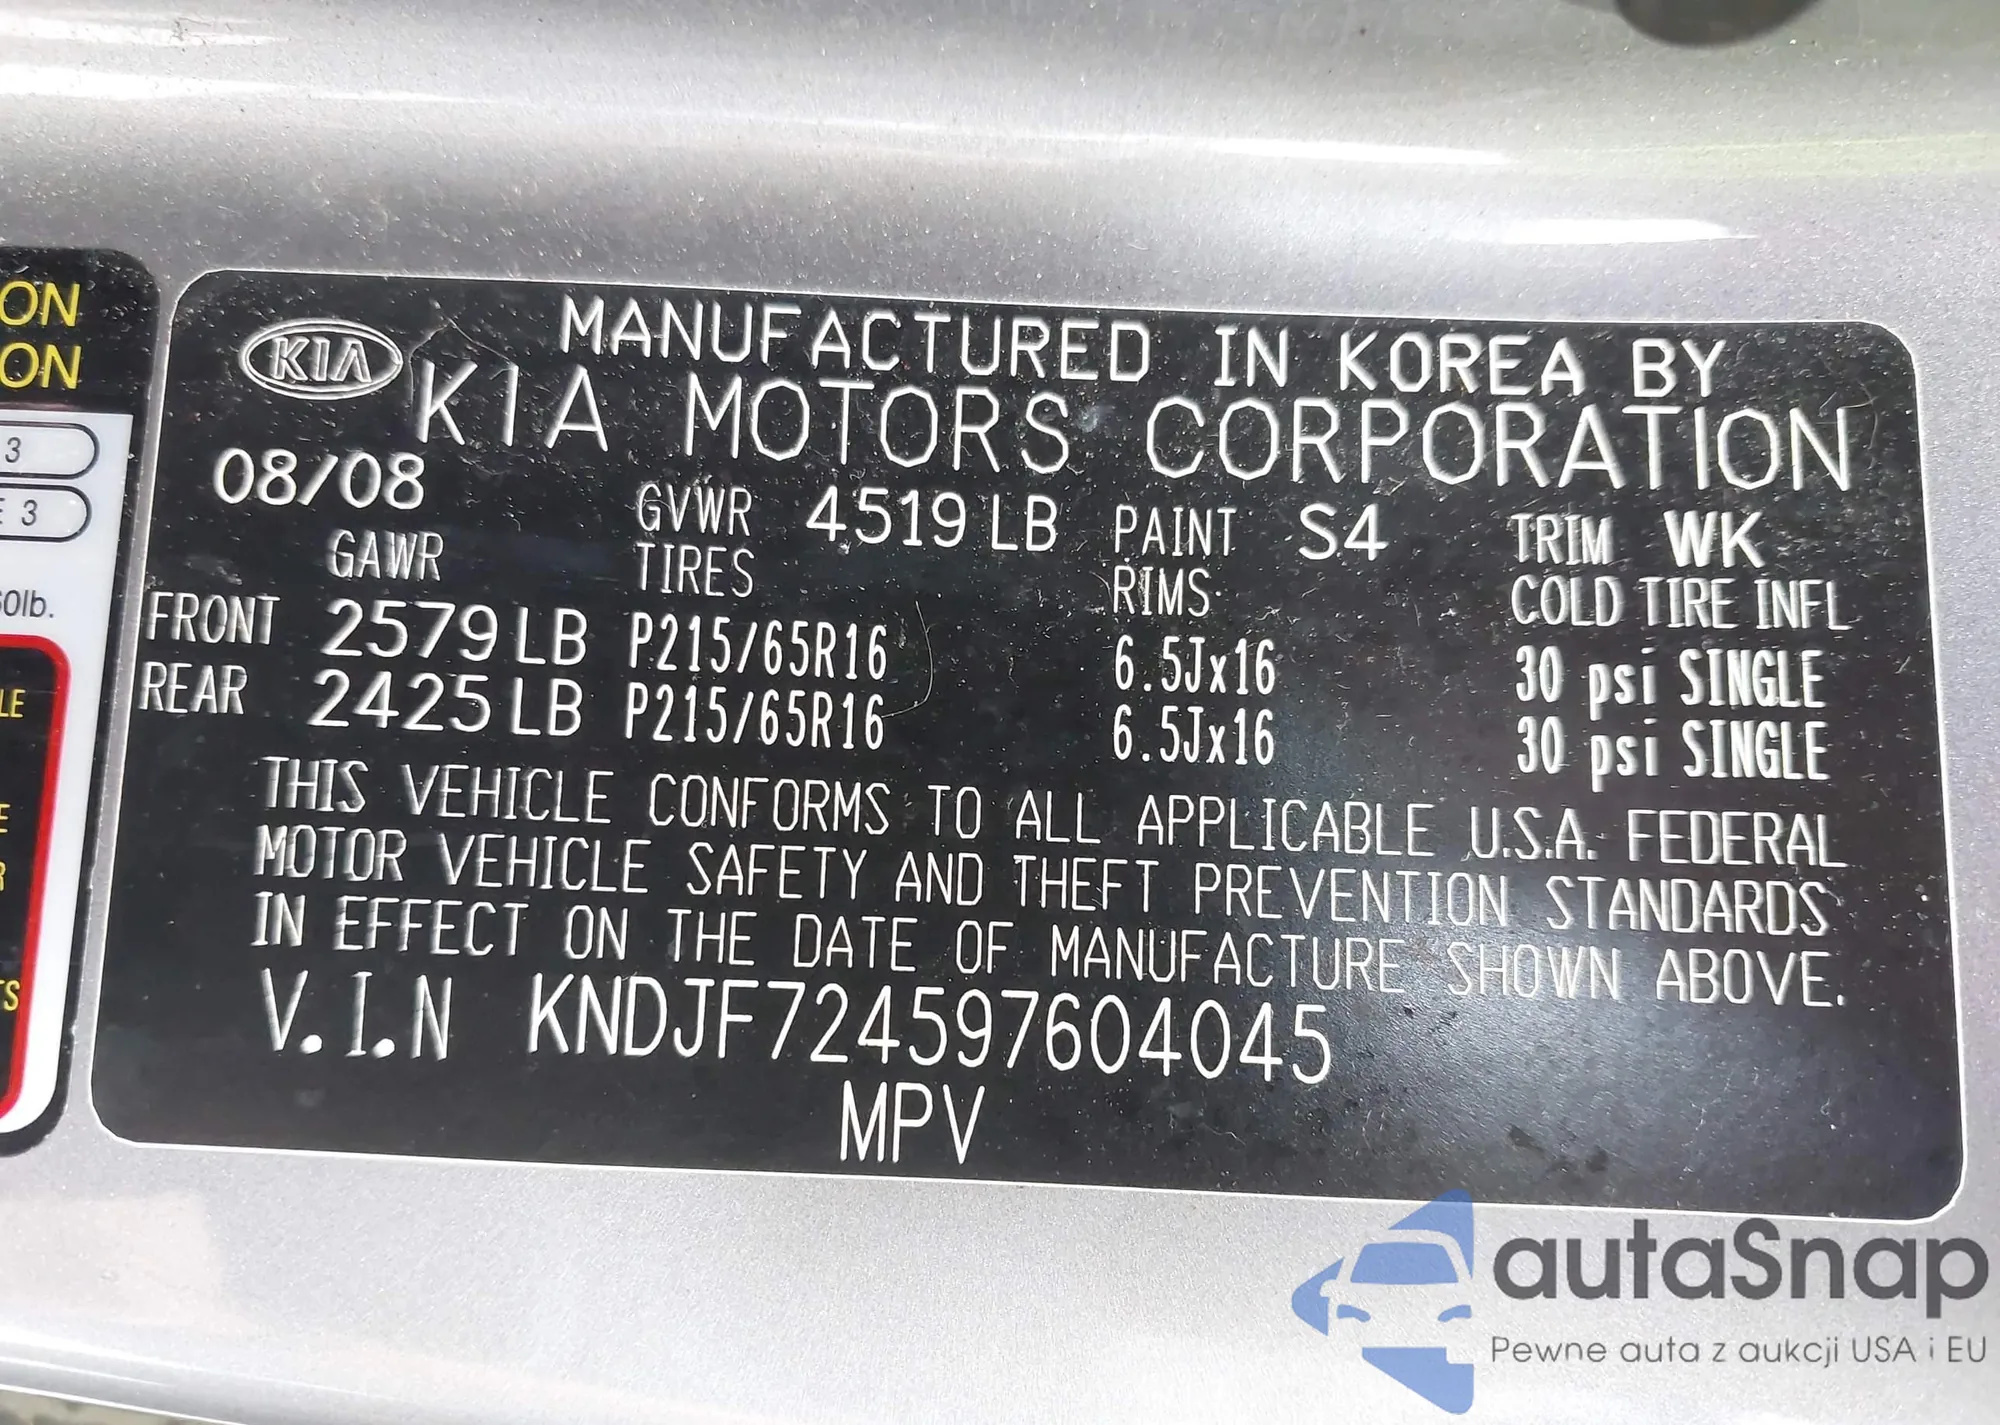 ON
ON
3
E 3
60lb.
LE
E
R
TS
KIA
MANUFACTURED IN KOREA BY
KIA MOTORS CORPORATION
08/08 GVWR 4519 LB PAINT S4 TRIM WK
GAWR TIRES RIMS COLD TIRE INFL
FRONT 2579 LB P215/65R16 6.5Jx16 30 psi SINGLE
REAR 2425 LB P215/65R16 6.5Jx16 30 psi SINGLE
THIS VEHICLE CONFORMS TO ALL APPLICABLE U.S.A. FEDERAL
MOTOR VEHICLE SAFETY AND THEFT PREVENTION STANDARDS
IN EFFECT ON THE DATE OF MANUFACTURE SHOWN ABOVE.
V.I.N KNDJF724597604045
MPV
autaSnap
Pewne auta z aukcji USA i EU